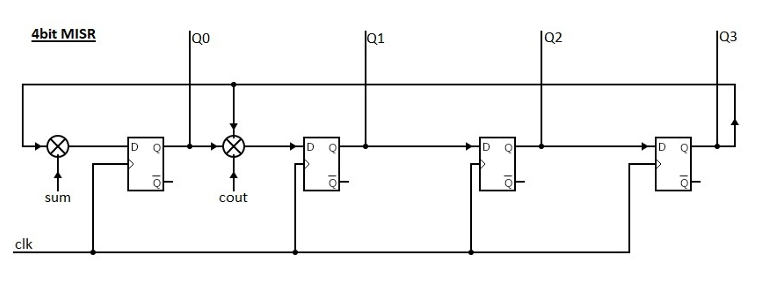 4bit MISR
Q0
Q1
Q2
Q3
D Q
D Q
D Q
D Q
Q
Q
Q
Q
sum
cout
clk